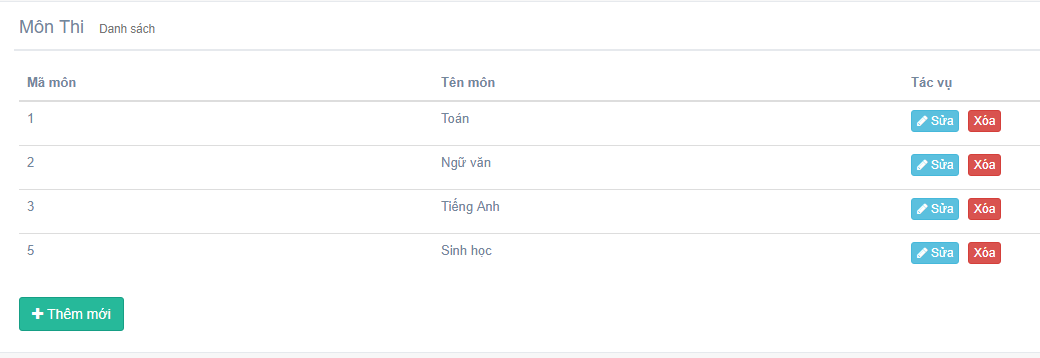 Môn Thi Danh sách
Mã môn Tên môn Tác vụ
1 Toán Sửa Xóa
2 Ngữ văn Sửa Xóa
3 Tiếng Anh Sửa Xóa
5 Sinh học Sửa Xóa
Thêm mới